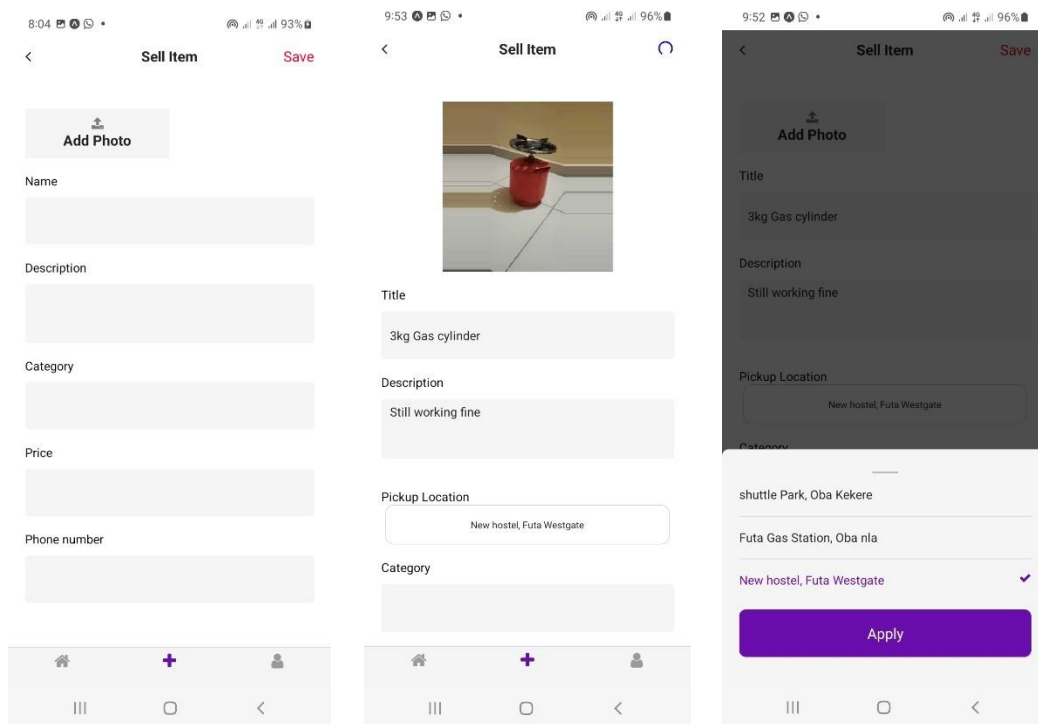 8:04
93%
Sell Item
Save
Add Photo
Name
Description
Category
Price
Phone number
9:53
96%
Sell Item
Title
3kg Gas cylinder
Description
Still working fine
Pickup Location
New hostel, Futa Westgate
Category
9:52
96%
Sell Item
Save
Add Photo
Title
3kg Gas cylinder
Description
Still working fine
Pickup Location
New hostel, Futa Westgate
Category
shuttle Park, Oba Kekere
Futa Gas Station, Oba nla
New hostel, Futa Westgate
Apply